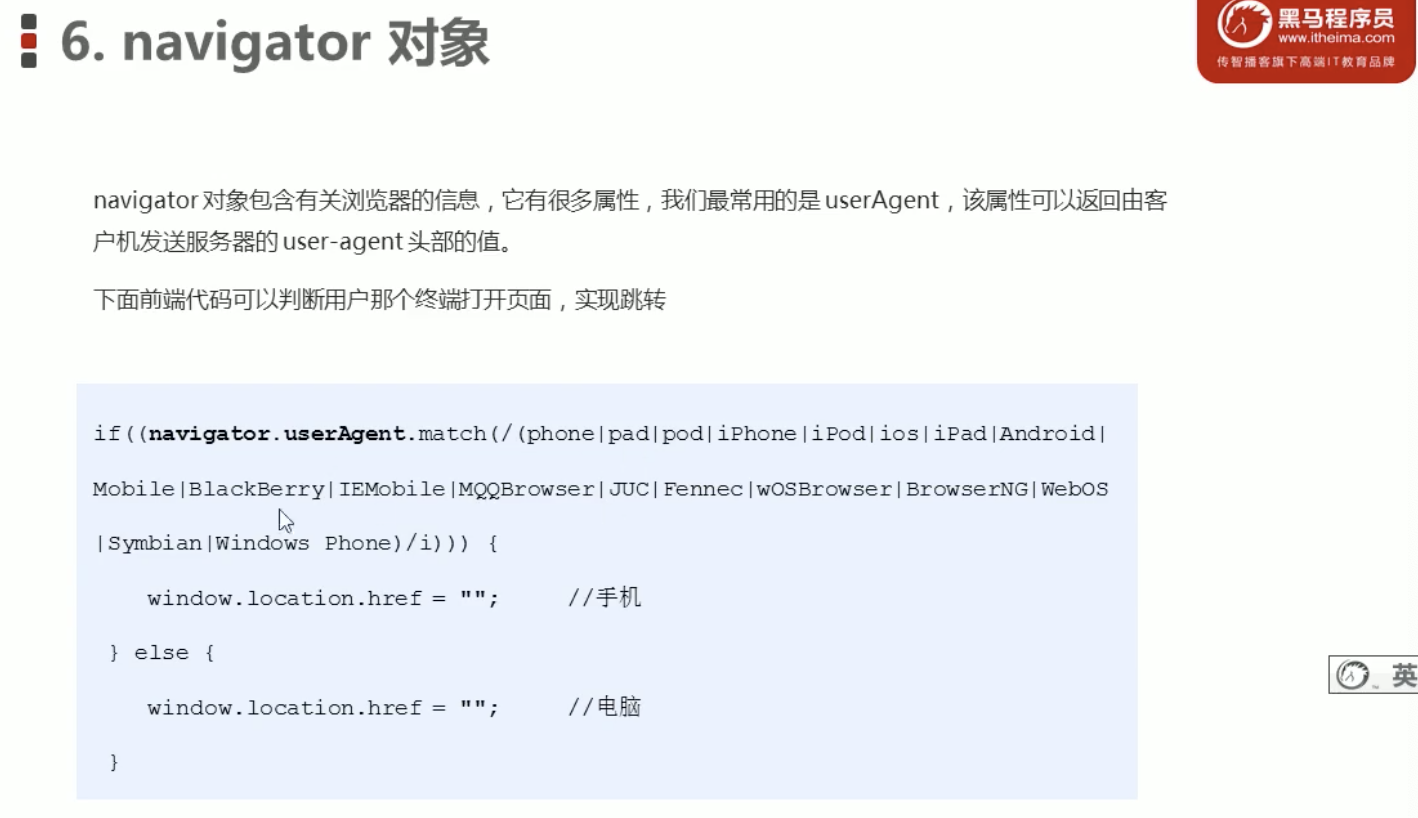 6. navigator 对象
黑马程序员
www.itheima.com
传智播客旗下高端IT教育品牌
navigator 对象包含有关浏览器的信息，它有很多属性，我们最常用的是 userAgent，该属性可以返回由客
户机发送服务器的 user-agent 头部的值。
下面前端代码可以判断用户那个终端打开页面，实现跳转
if((navigator.userAgent.match(/(phone|pad|pod|iPhone|iPod|ios|iPad|Android|
Mobile|BlackBerry|IEMobile|MQQBrowser|JUC|Fennec|wOSBrowser|BrowserNG|WebOS
|Symbian|Windows Phone)/i))) {
window.location.href = ""; //手机
} else {
window.location.href = ""; //电脑
}
英